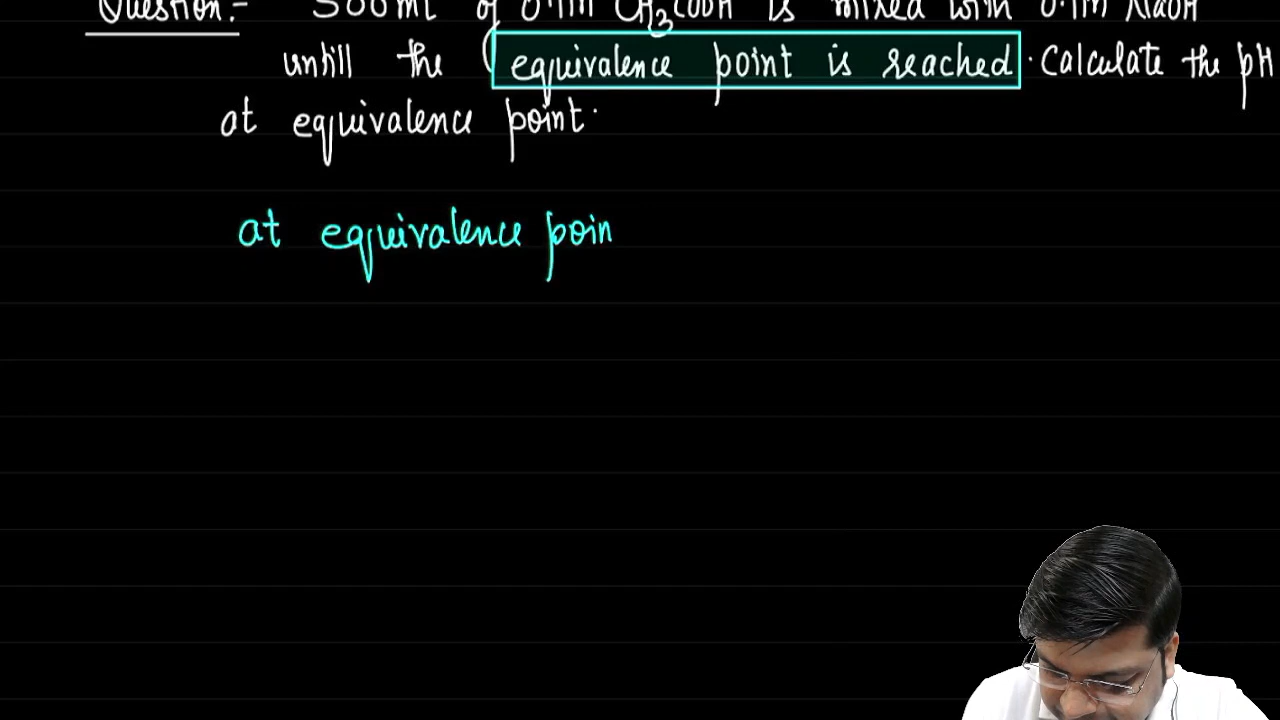 Question:- 500ml of 0.1M CH3COOH is mixed with 0.1M NaOH
untill the equivalence point is reached. Calculate the pH
at equivalence point.
at equivalence poin